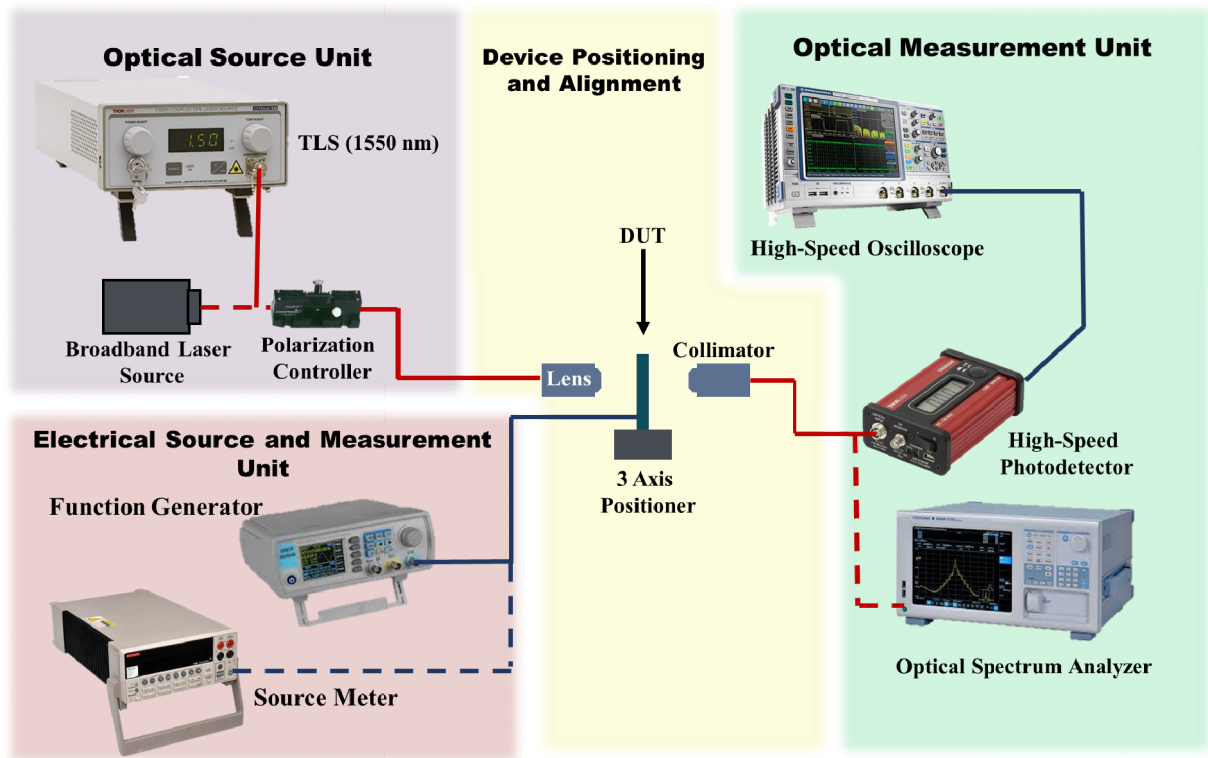 Optical Source Unit
TLS (1550 nm)
1.50
Broadband Laser
Source
Polarization
Controller
Device Positioning
and Alignment
DUT
Lens
Collimator
3 Axis
Positioner
Optical Measurement Unit
High-Speed Oscilloscope
High-Speed
Photodetector
Optical Spectrum Analyzer
Electrical Source and Measurement
Unit
Function Generator
Source Meter